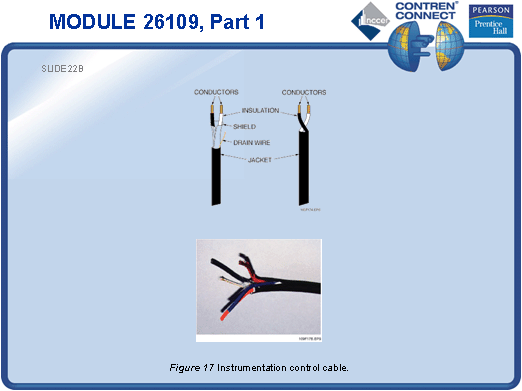 MODULE 26109, Part 1
nccer
CONTREN®
CONNECT
PEARSON
Prentice
Hall
SLIDE 22B
CONDUCTORS CONDUCTORS
INSULATION
SHIELD
DRAIN WIRE
JACKET
Figure 17 Instrumentation control cable.